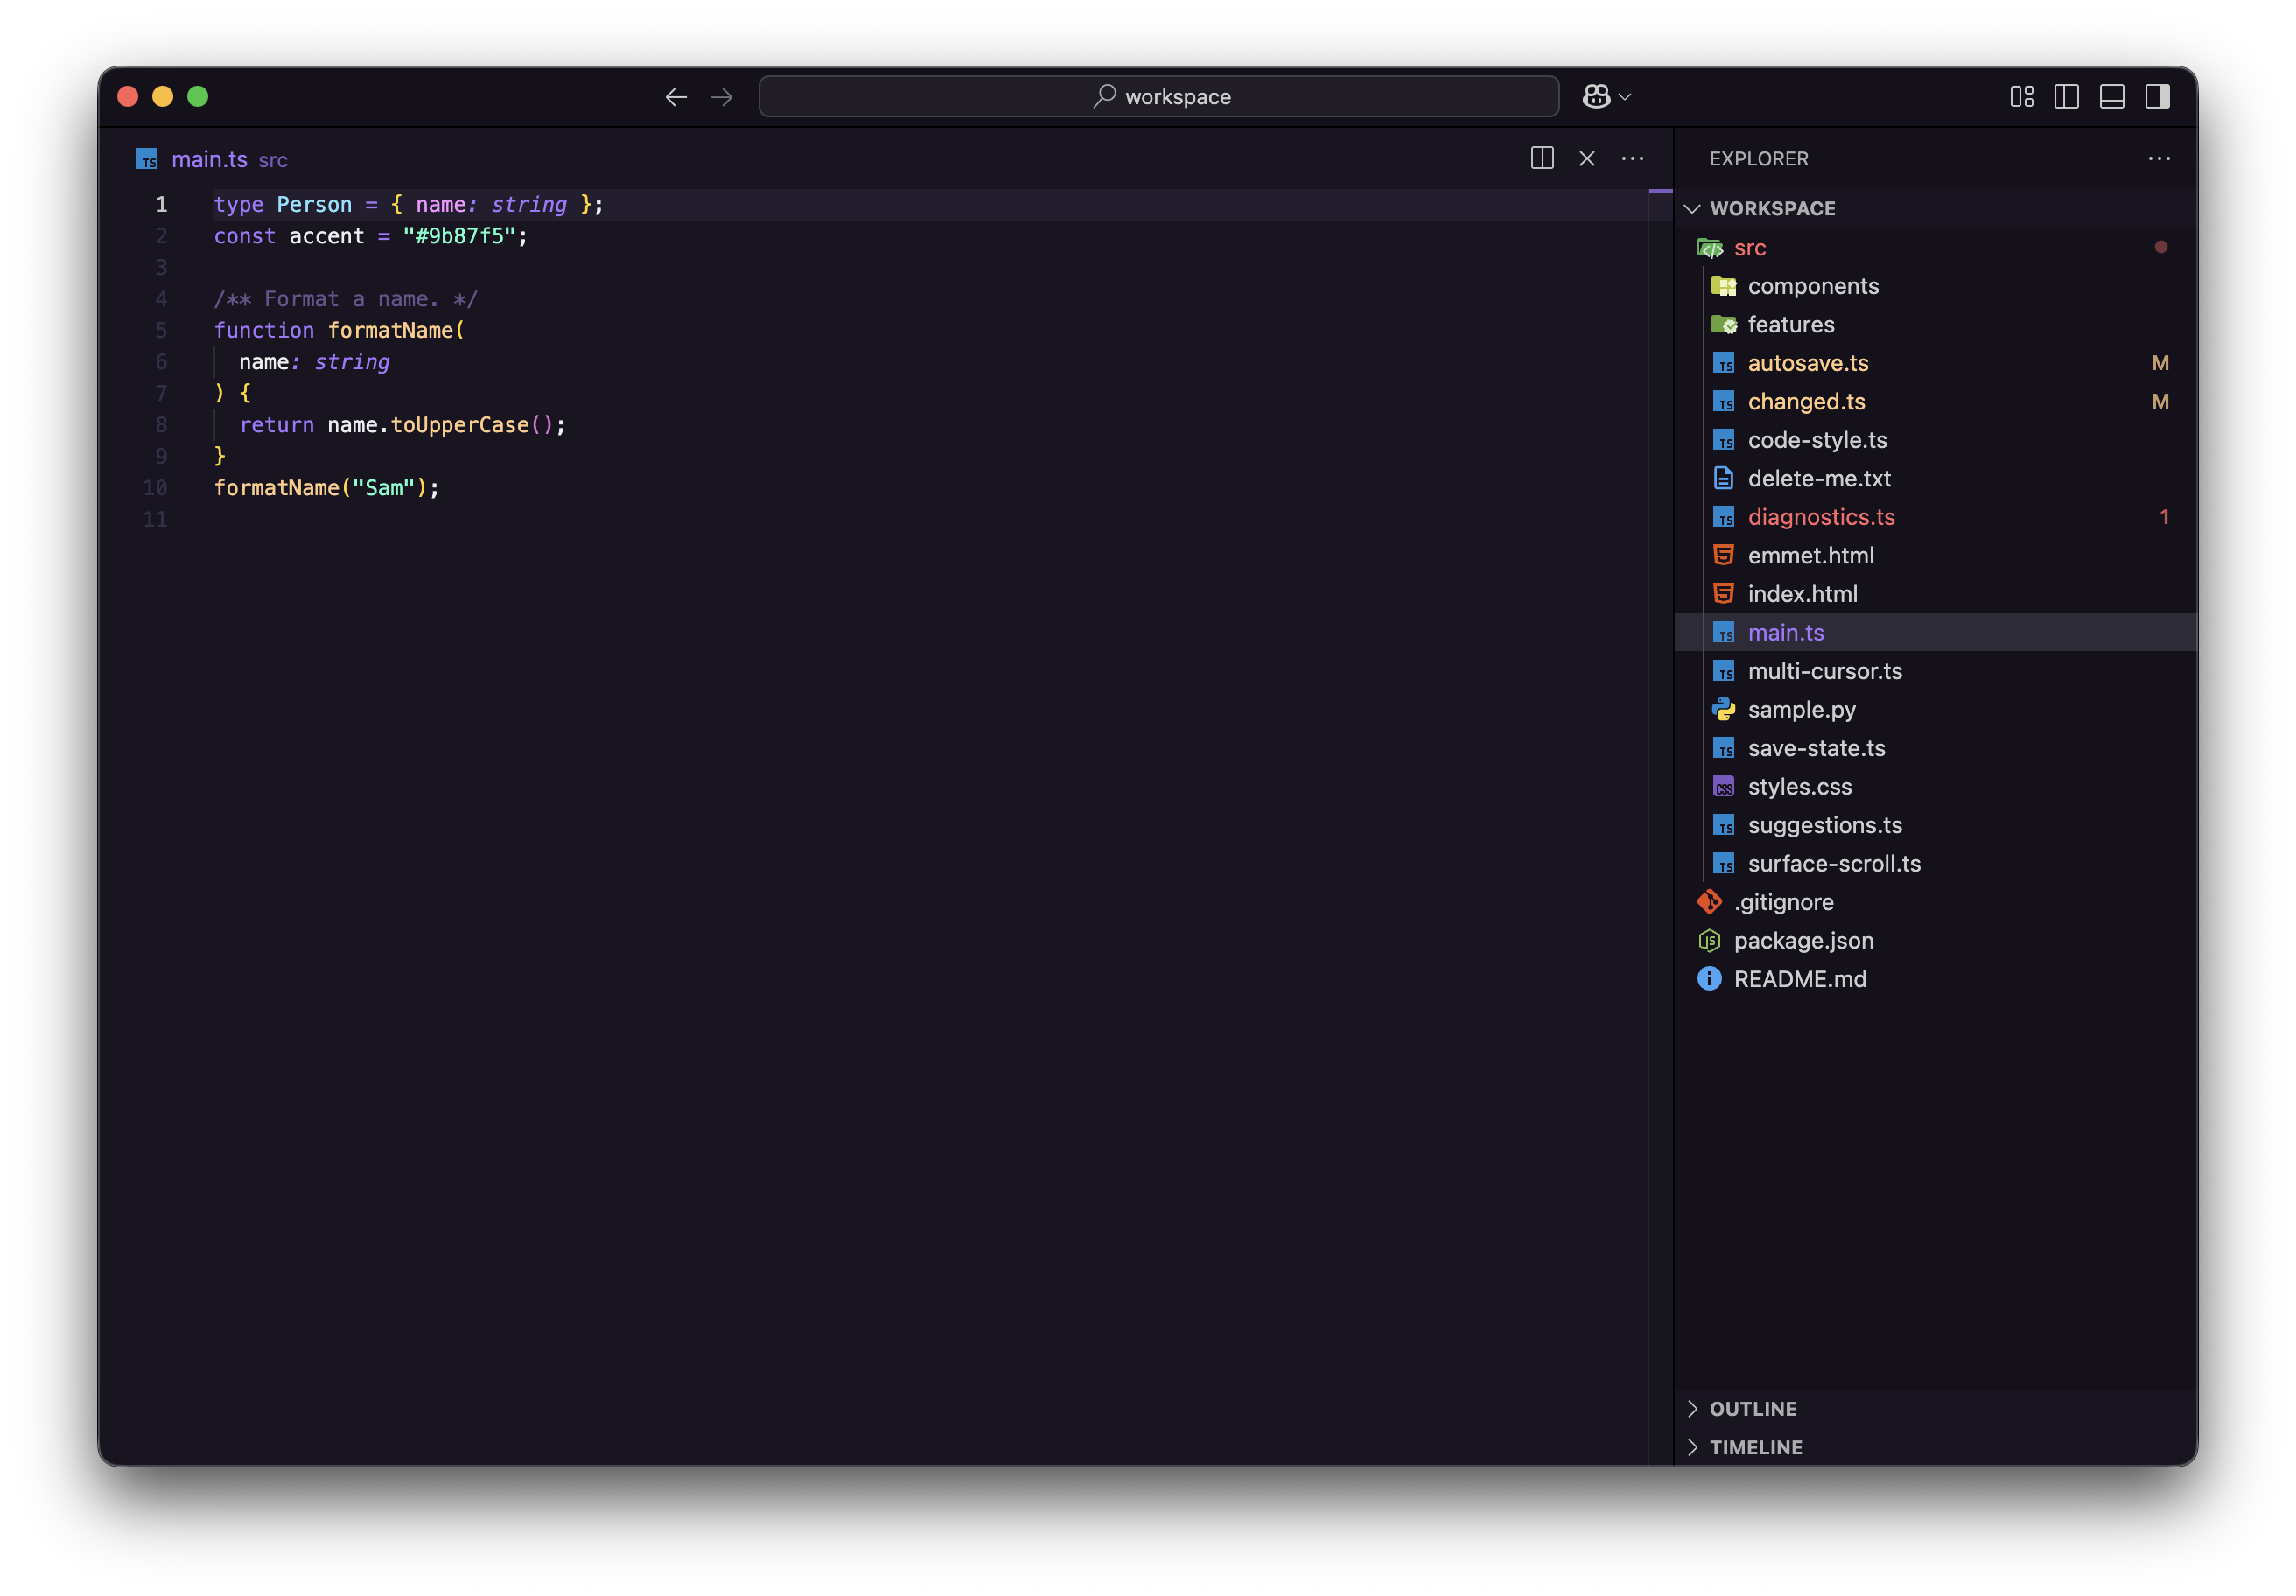 workspace
main.ts src
1 type Person = { name: string };
2 const accent = "#9b87f5";
3
4 /** Format a name. */
5 function formatName(
6   name: string
7 ) {
8   return name.toUpperCase();
9 }
10 formatName("Sam");
11
EXPLORER
WORKSPACE
src
components
features
autosave.ts M
changed.ts M
code-style.ts
delete-me.txt
diagnostics.ts 1
emmet.html
index.html
main.ts
multi-cursor.ts
sample.py
save-state.ts
styles.css
suggestions.ts
surface-scroll.ts
.gitignore
package.json
README.md
OUTLINE
TIMELINE